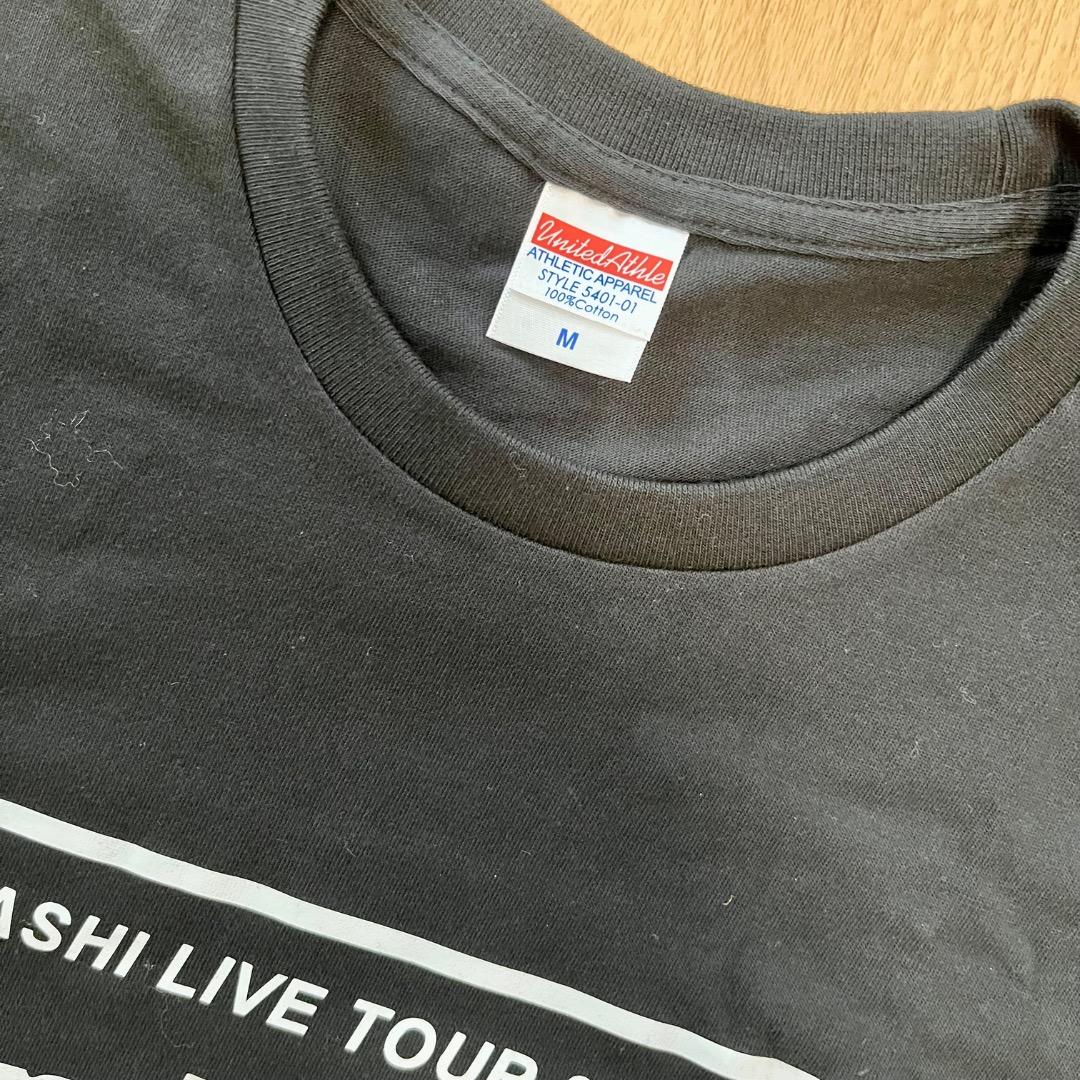 UnitedAthle
ATHLETIC APPAREL
STYLE 5401-01
100%Cotton
M
ASHI LIVE TOUR